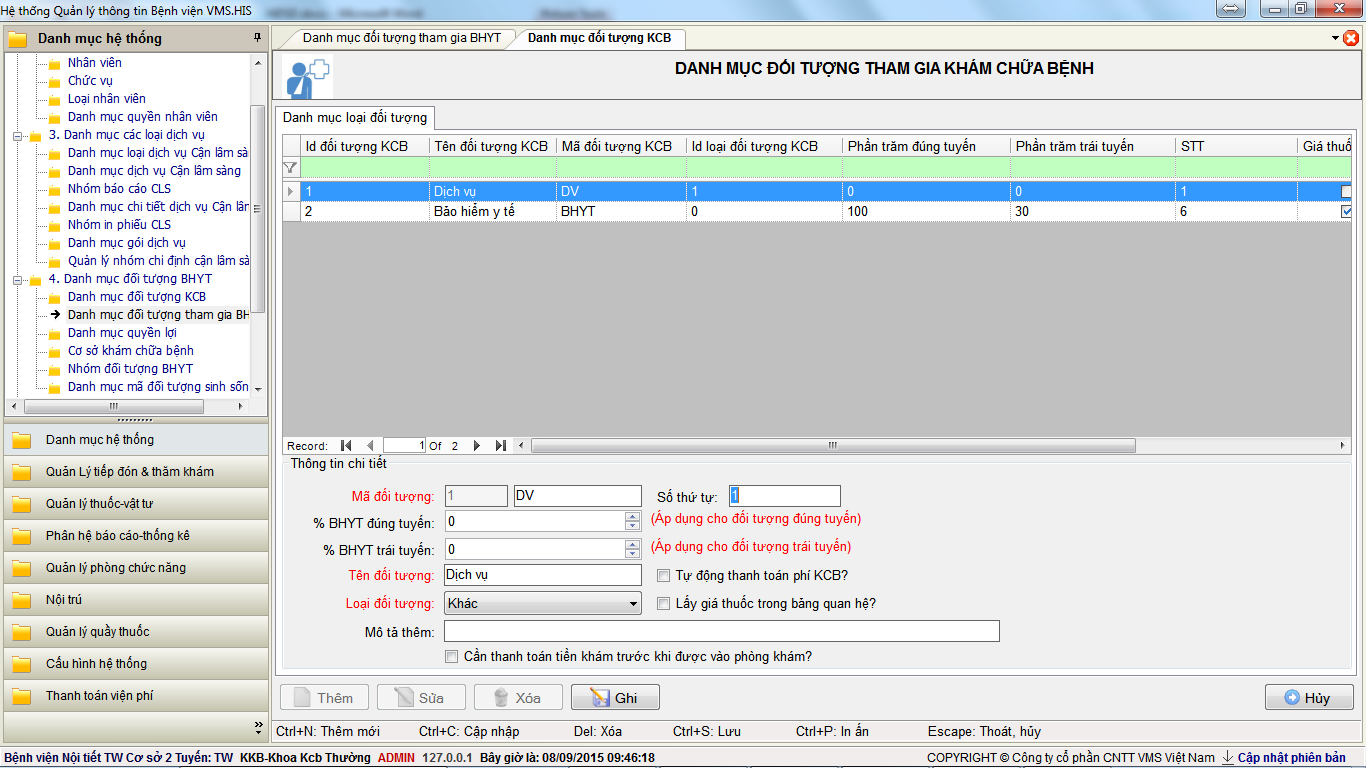 Hệ thống Quản lý thông tin Bệnh viện VMS.HIS
Danh mục hệ thống
Nhân viên
Chức vụ
Loại nhân viên
Danh mục quyền nhân viên
3. Danh mục các loại dịch vụ
Danh mục loại dịch vụ Cận lâm sà
Danh mục dịch vụ Cận lâm sàng
Nhóm báo cáo CLS
Danh mục chi tiết dịch vụ Cận lân
Nhóm in phiếu CLS
Danh mục gói dịch vụ
Quản lý nhóm chỉ định cận lâm sà
4. Danh mục đối tượng BHYT
Danh mục đối tượng KCB
Danh mục đối tượng tham gia BH
Danh mục quyền lợi
Cơ sở khám chữa bệnh
Nhóm đối tượng BHYT
Danh mục mã đối tượng sinh sốn
Danh mục hệ thống
Quản Lý tiếp đón & thăm khám
Quản lý thuốc-vật tư
Phân hệ báo cáo-thống kê
Quản lý phòng chức năng
Nội trú
Quản lý quầy thuốc
Cấu hình hệ thống
Thanh toán viện phí
Danh mục đối tượng tham gia BHYT Danh mục đối tượng KCB
DANH MỤC ĐỐI TƯỢNG THAM GIA KHÁM CHỮA BỆNH
Danh mục loại đối tượng
Id đối tượng KCB Tên đối tượng KCB Mã đối tượng KCB Id loại đối tượng KCB Phần trăm đúng tuyến Phần trăm trái tuyến STT Giá thuố
1 Dịch vụ DV 1 0 0 1
2 Bảo hiểm y tế BHYT 0 100 30 6
Record: 1 Of 2
Thông tin chi tiết
Mã đối tượng: 1 DV Số thứ tự: 1
% BHYT đúng tuyến: 0 (Áp dụng cho đối tượng đúng tuyến)
% BHYT trái tuyến: 0 (Áp dụng cho đối tượng trái tuyến)
Tên đối tượng: Dịch vụ Tự động thanh toán phí KCB?
Loại đối tượng: Khác Lấy giá thuốc trong bảng quan hệ?
Mô tả thêm:
Cần thanh toán tiền khám trước khi được vào phòng khám?
Thêm Sửa Xóa Ghi Hủy
Ctrl+N: Thêm mới Ctrl+C: Cập nhập Del: Xóa Ctrl+S: Lưu Ctrl+P: In ấn Escape: Thoát, hủy
Bệnh viện Nội tiết TW Cơ sở 2 Tuyến: TW KKB-Khoa Kcb Thường ADMIN 127.0.0.1 Bây giờ là: 08/09/2015 09:46:18 COPYRIGHT © Công ty cổ phần CNTT VMS Việt Nam Cập nhật phiên bản